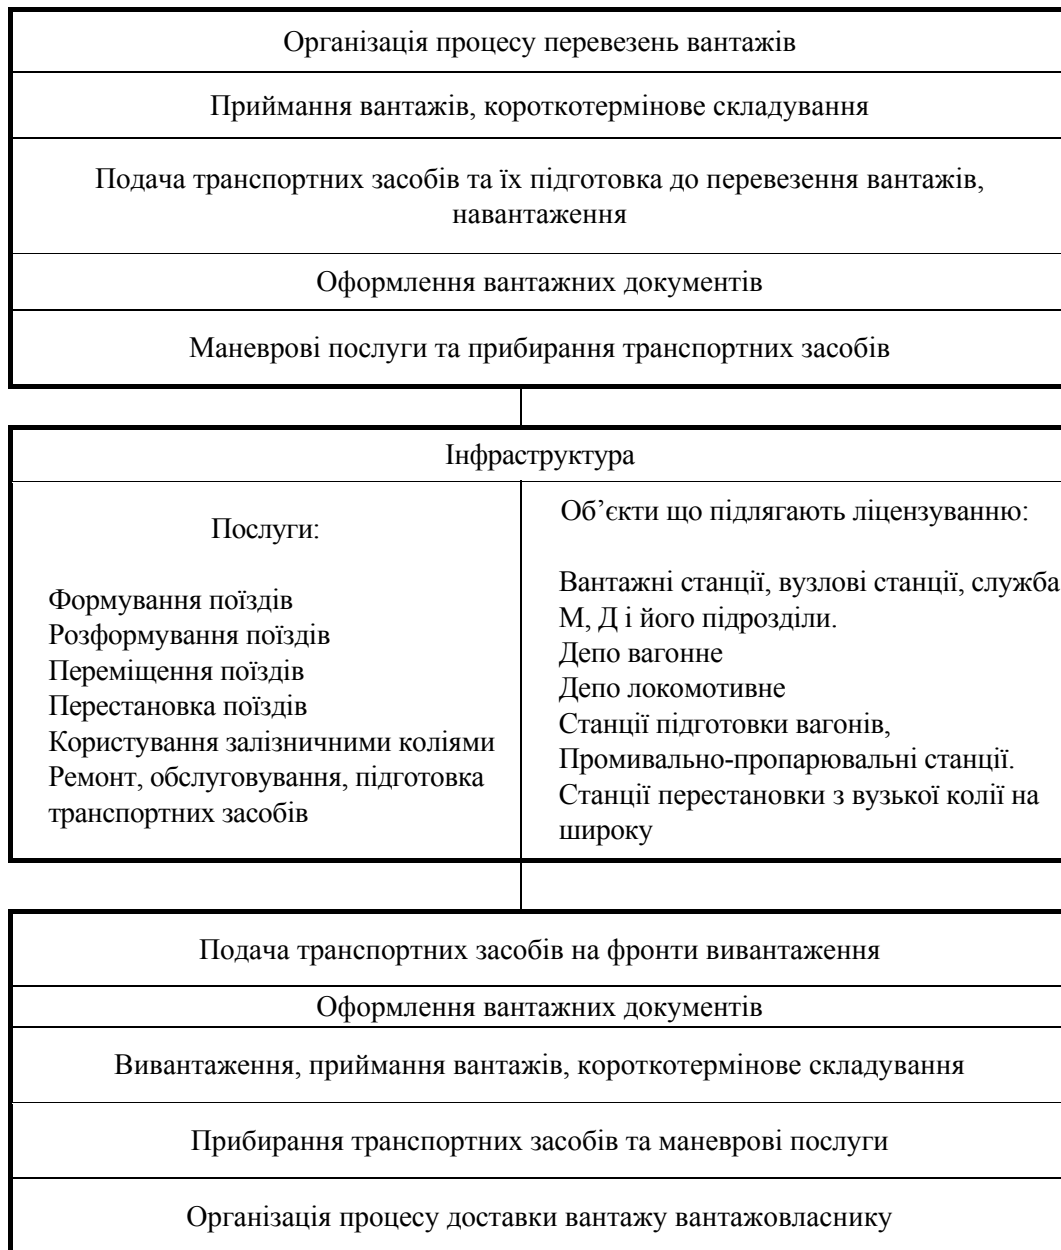 Організація процесу перевезень вантажів
Приймання вантажів, короткотермінове складування
Подача транспортних засобів та їх підготовка до перевезення вантажів,
навантаження
Оформлення вантажних документів
Маневрові послуги та прибирання транспортних засобів
Інфраструктура
Послуги:
Формування поїздів
Розформування поїздів
Переміщення поїздів
Перестановка поїздів
Користування залізничними коліями
Ремонт, обслуговування, підготовка
транспортних засобів
Об’єкти що підлягають ліцензуванню:
Вантажні станції, вузлові станції, служба
М, Д і його підрозділи.
Депо вагонне
Депо локомотивне
Станції підготовки вагонів,
Промивально-пропарювальні станції.
Станції перестановки з вузької колії на
широку
Подача транспортних засобів на фронти вивантаження
Оформлення вантажних документів
Вивантаження, приймання вантажів, короткотермінове складування
Прибирання транспортних засобів та маневрові послуги
Організація процесу доставки вантажу вантажовласнику